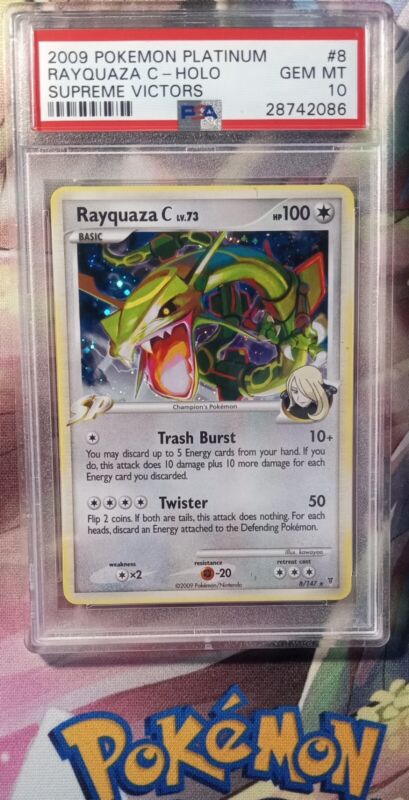 2009 POKEMON PLATINUM #8
RAYQUAZA C - HOLO GEM MT
SUPREME VICTORS 10
PSA 28742086
Rayquaza C LV.73 HP 100
BASIC
SP
Champion's Pokémon
Trash Burst 10+
You may discard up to 5 Energy cards from your hand. If you
do, this attack does 10 damage plus 10 more damage for each
Energy card you discarded.
Twister 50
Flip 2 coins. If both are tails, this attack does nothing. For each
heads, discard an Energy attached to the Defending Pokémon.
illus. kawayoo
weakness resistance retreat cost
×2 -20
©2009 Pokémon/Nintendo 8/147 ★
POKéMON